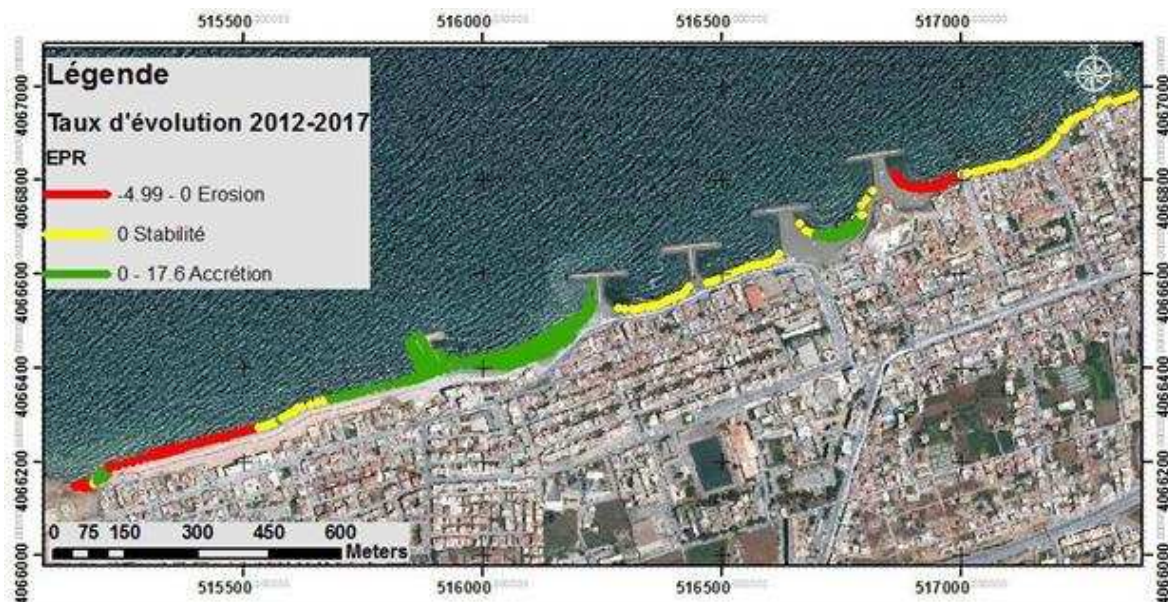 515500 516000 516500 517000
Légende
Taux d'évolution 2012-2017
EPR
-4.99 - 0 Erosion
0 Stabilité
0 - 17.6 Accrétion
4067000 4067000
4066800 4066800
4066600 4066600
4066400 4066400
4066200 4066200
4066000 4066000
0 75 150 300 450 600
Meters
515500 516000 516500 517000